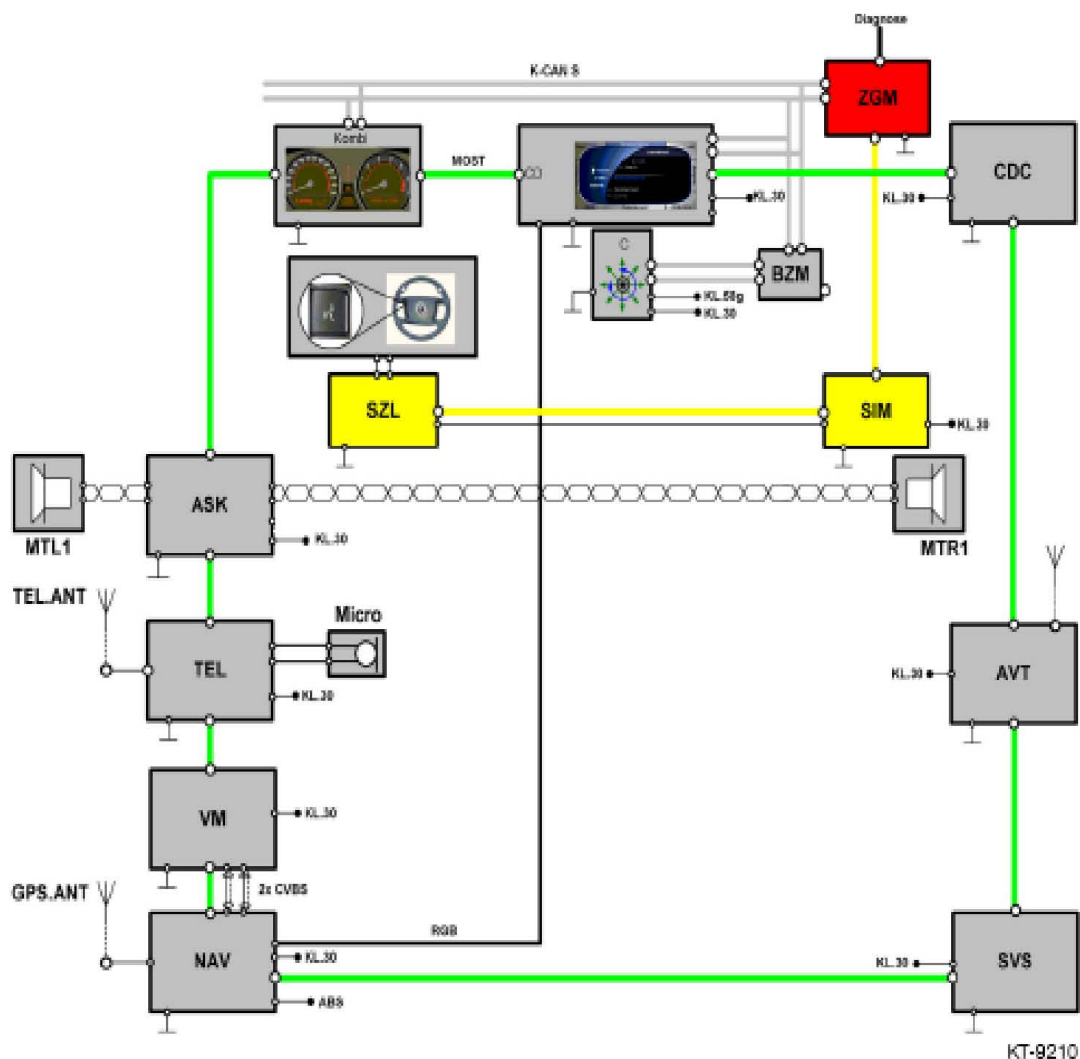 Diagnose
K-CAN S
ZGM
Kombi
MOST
CD
CDC
KL.30
KL.30
C
BZM
KL.58g
KL.30
SZL
SIM
KL.30
ASK
MTL1
KL.30
MTR1
TEL.ANT
Micro
TEL
KL.30
AVT
KL.30
VM
KL.30
GPS.ANT
2x CVBS
RGB
NAV
KL.30
ABS
KL.30
SVS
KT-9210